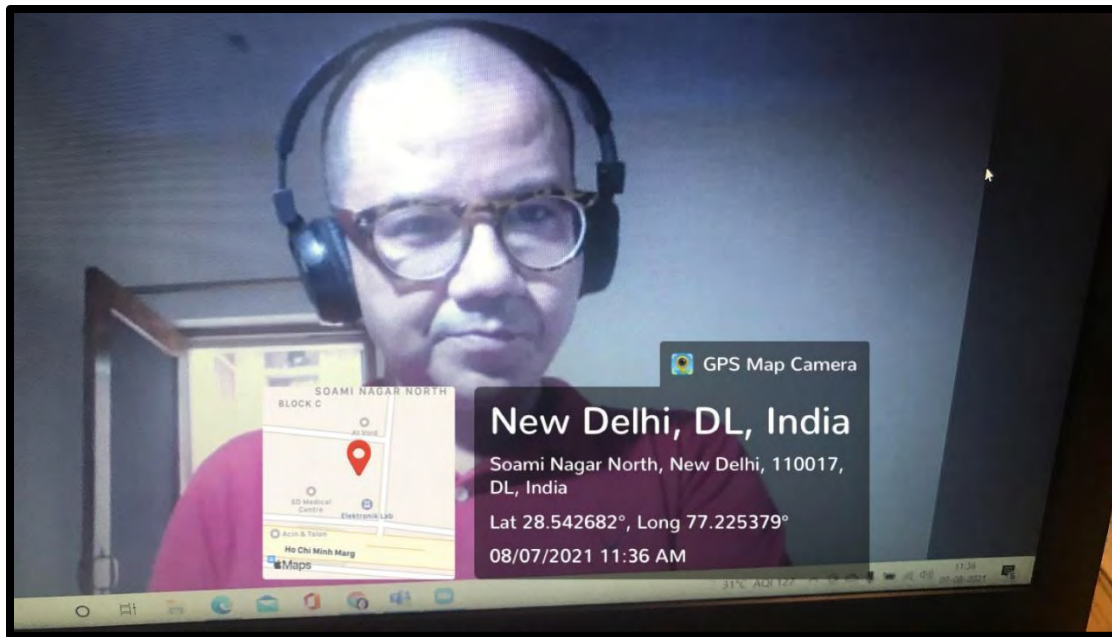 GPS Map Camera
SOAMI NAGAR NORTH
BLOCK C
New Delhi, DL, India
Soami Nagar North, New Delhi, 110017,
DL, India
SD Medical
Centre
Elektronik Lab
Lat 28.542682°, Long 77.225379°
Acin & Talon
Ho Chi Minh Marg
Maps
08/07/2021 11:36 AM
31°C AQI 127
11:36